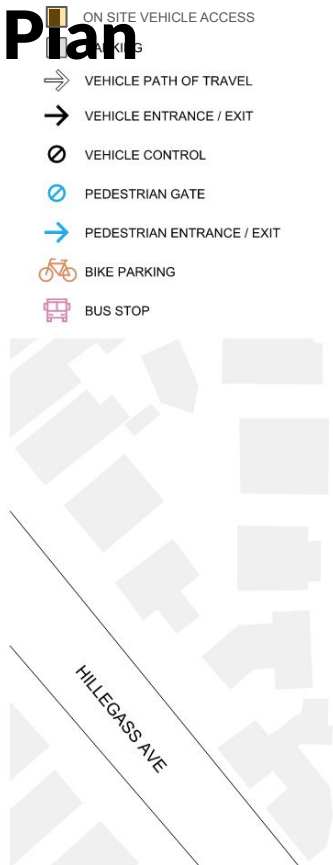 ON SITE VEHICLE ACCESS
Plan
PARKING
VEHICLE PATH OF TRAVEL
VEHICLE ENTRANCE / EXIT
VEHICLE CONTROL
PEDESTRIAN GATE
PEDESTRIAN ENTRANCE / EXIT
BIKE PARKING
BUS STOP
HILLEGASS AVE